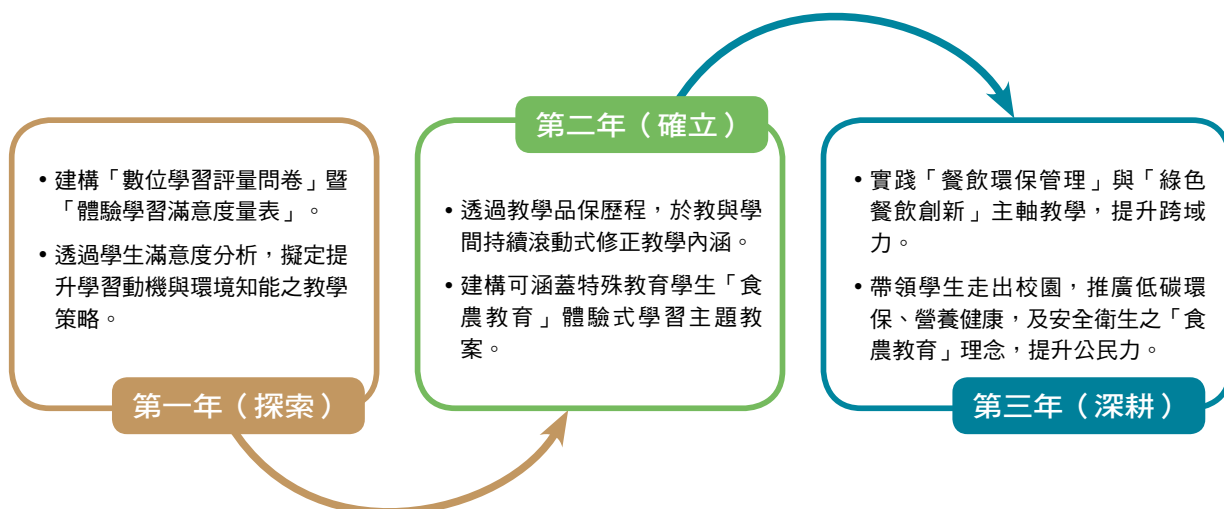 • 建構「數位學習評量問卷」暨
「體驗學習滿意度量表」。
• 透過學生滿意度分析，擬定提
升學習動機與環境知能之教學
策略。
第一年（探索）
第二年（確立）
• 透過教學品保歷程，於教與學
間持續滾動式修正教學內涵。
• 建構可涵蓋特殊教育學生「食
農教育」體驗式學習主題教
案。
• 實踐「餐飲環保管理」與「綠色
餐飲創新」主軸教學，提升跨域
力。
• 帶領學生走出校園，推廣低碳環
保、營養健康，及安全衛生之「食
農教育」理念，提升公民力。
第三年（深耕）